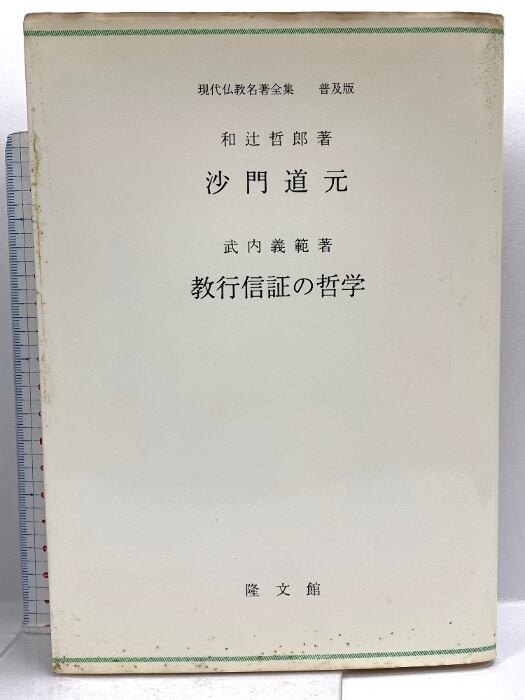 現代仏教名著全集　普及版
和辻哲郎著
沙門道元
武内義範著
教行信証の哲学
隆文館